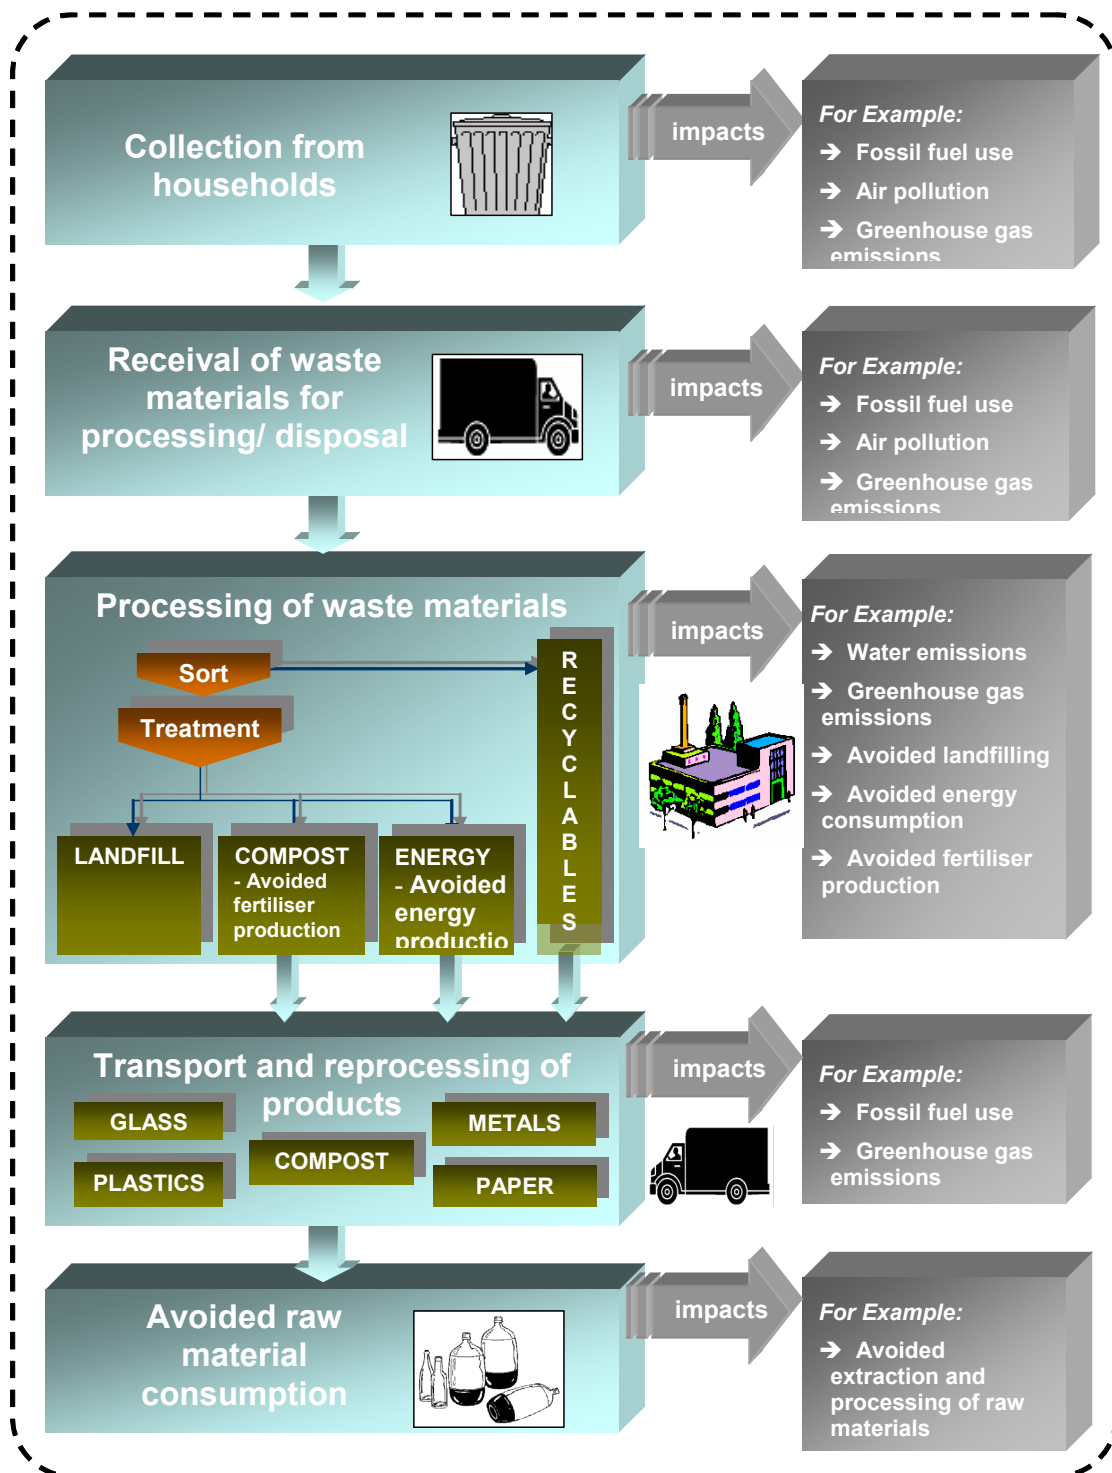 Collection from
households
impacts
For Example:
➔ Fossil fuel use
➔ Air pollution
➔ Greenhouse gas
emissions
Receival of waste
materials for
processing/ disposal
impacts
For Example:
➔ Fossil fuel use
➔ Air pollution
➔ Greenhouse gas
emissions
Processing of waste materials
Sort
Treatment
RECYCLABLES
LANDFILL
COMPOST
- Avoided
fertiliser
production
ENERGY
- Avoided
energy
productio
impacts
For Example:
➔ Water emissions
➔ Greenhouse gas
emissions
➔ Avoided landfilling
➔ Avoided energy
consumption
➔ Avoided fertiliser
production
Transport and reprocessing of
products
GLASS
PLASTICS
COMPOST
METALS
PAPER
impacts
For Example:
➔ Fossil fuel use
➔ Greenhouse gas
emissions
Avoided raw
material
consumption
impacts
For Example:
➔ Avoided
extraction and
processing of raw
materials